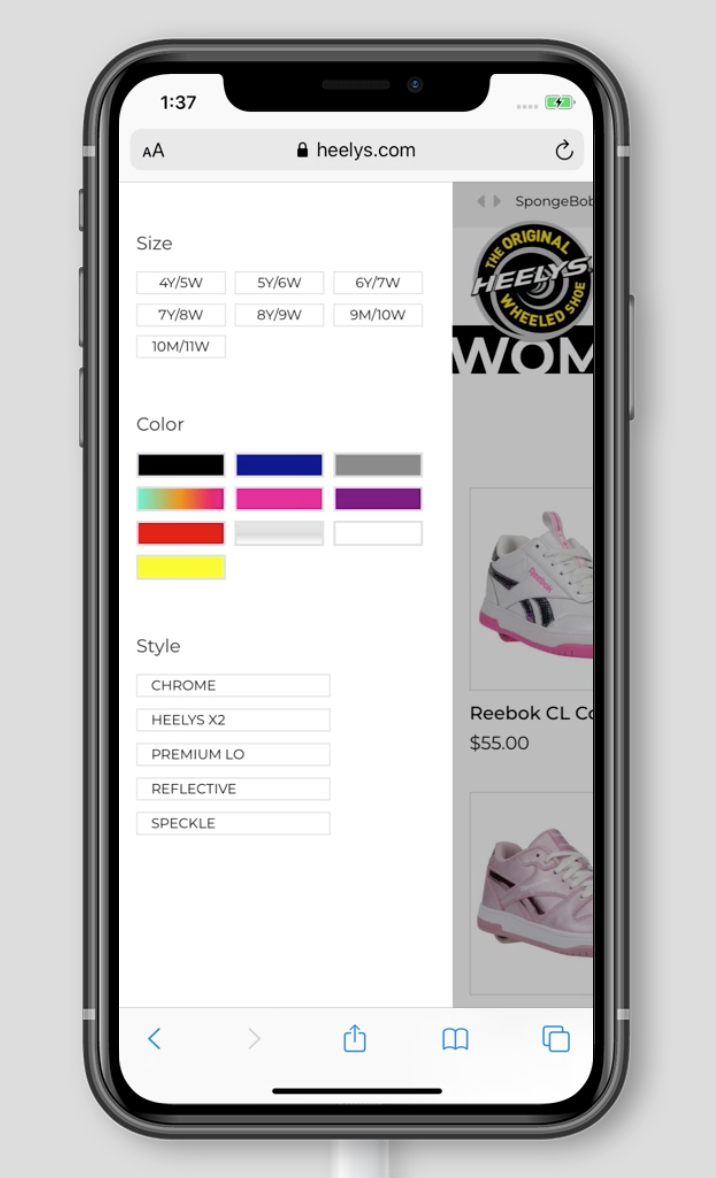 1:37
AA heelys.com
Size
4Y/5W 5Y/6W 6Y/7W
7Y/8W 8Y/9W 9M/10W
10M/11W
Color
Style
CHROME
HEELYS X2
PREMIUM LO
REFLECTIVE
SPECKLE
SpongeBob
THE ORIGINAL
HEELYS
WHEELED SHOE
WOM
Reebok
Reebok CL Co
$55.00